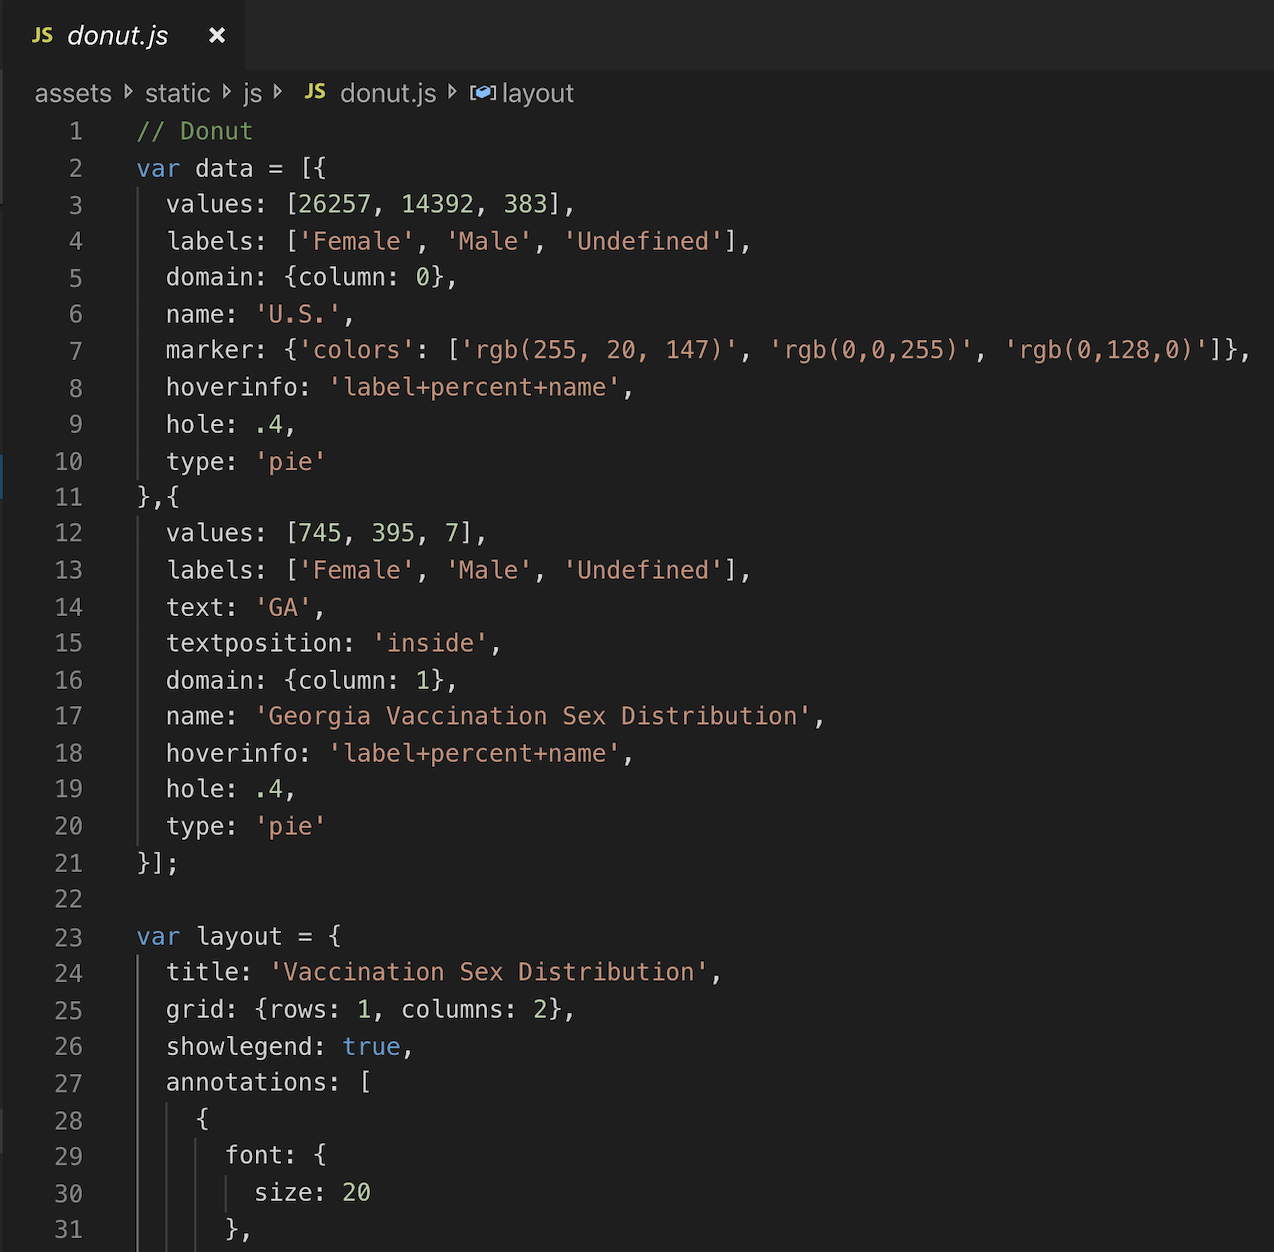 JS donut.js ×
assets static js JS donut.js layout
1 // Donut
2 var data = [{
3   values: [26257, 14392, 383],
4   labels: ['Female', 'Male', 'Undefined'],
5   domain: {column: 0},
6   name: 'U.S.',
7   marker: {'colors': ['rgb(255, 20, 147)', 'rgb(0,0,255)', 'rgb(0,128,0)']},
8   hoverinfo: 'label+percent+name',
9   hole: .4,
10   type: 'pie'
11 },{
12   values: [745, 395, 7],
13   labels: ['Female', 'Male', 'Undefined'],
14   text: 'GA',
15   textposition: 'inside',
16   domain: {column: 1},
17   name: 'Georgia Vaccination Sex Distribution',
18   hoverinfo: 'label+percent+name',
19   hole: .4,
20   type: 'pie'
21 }];
22
23 var layout = {
24   title: 'Vaccination Sex Distribution',
25   grid: {rows: 1, columns: 2},
26   showlegend: true,
27   annotations: [
28     {
29       font: {
30         size: 20
31       },